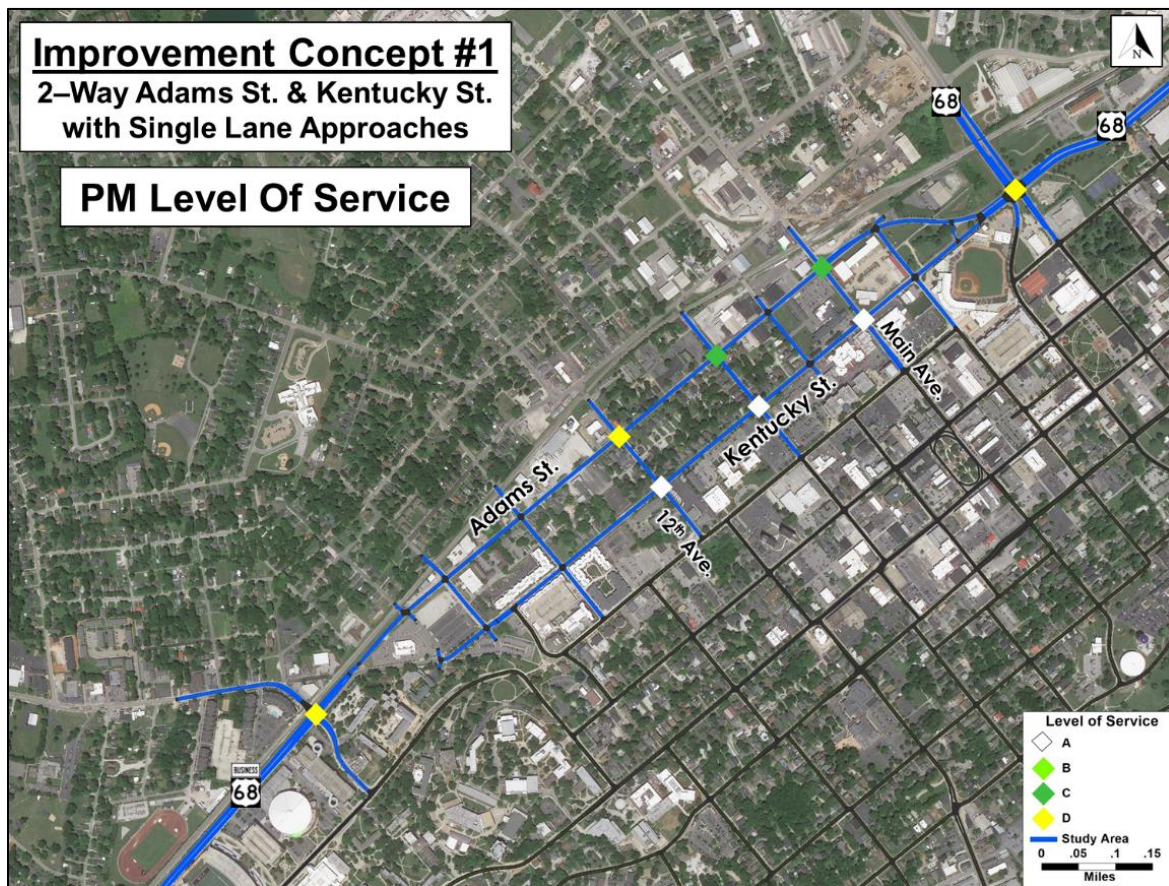 Improvement Concept #1
2–Way Adams St. & Kentucky St.
with Single Lane Approaches
PM Level Of Service
N
68
68
Main Ave.
Kentucky St.
Adams St.
12th Ave.
BUSINESS
68
Level of Service
A
B
C
D
Study Area
0 .05 .1 .15
Miles